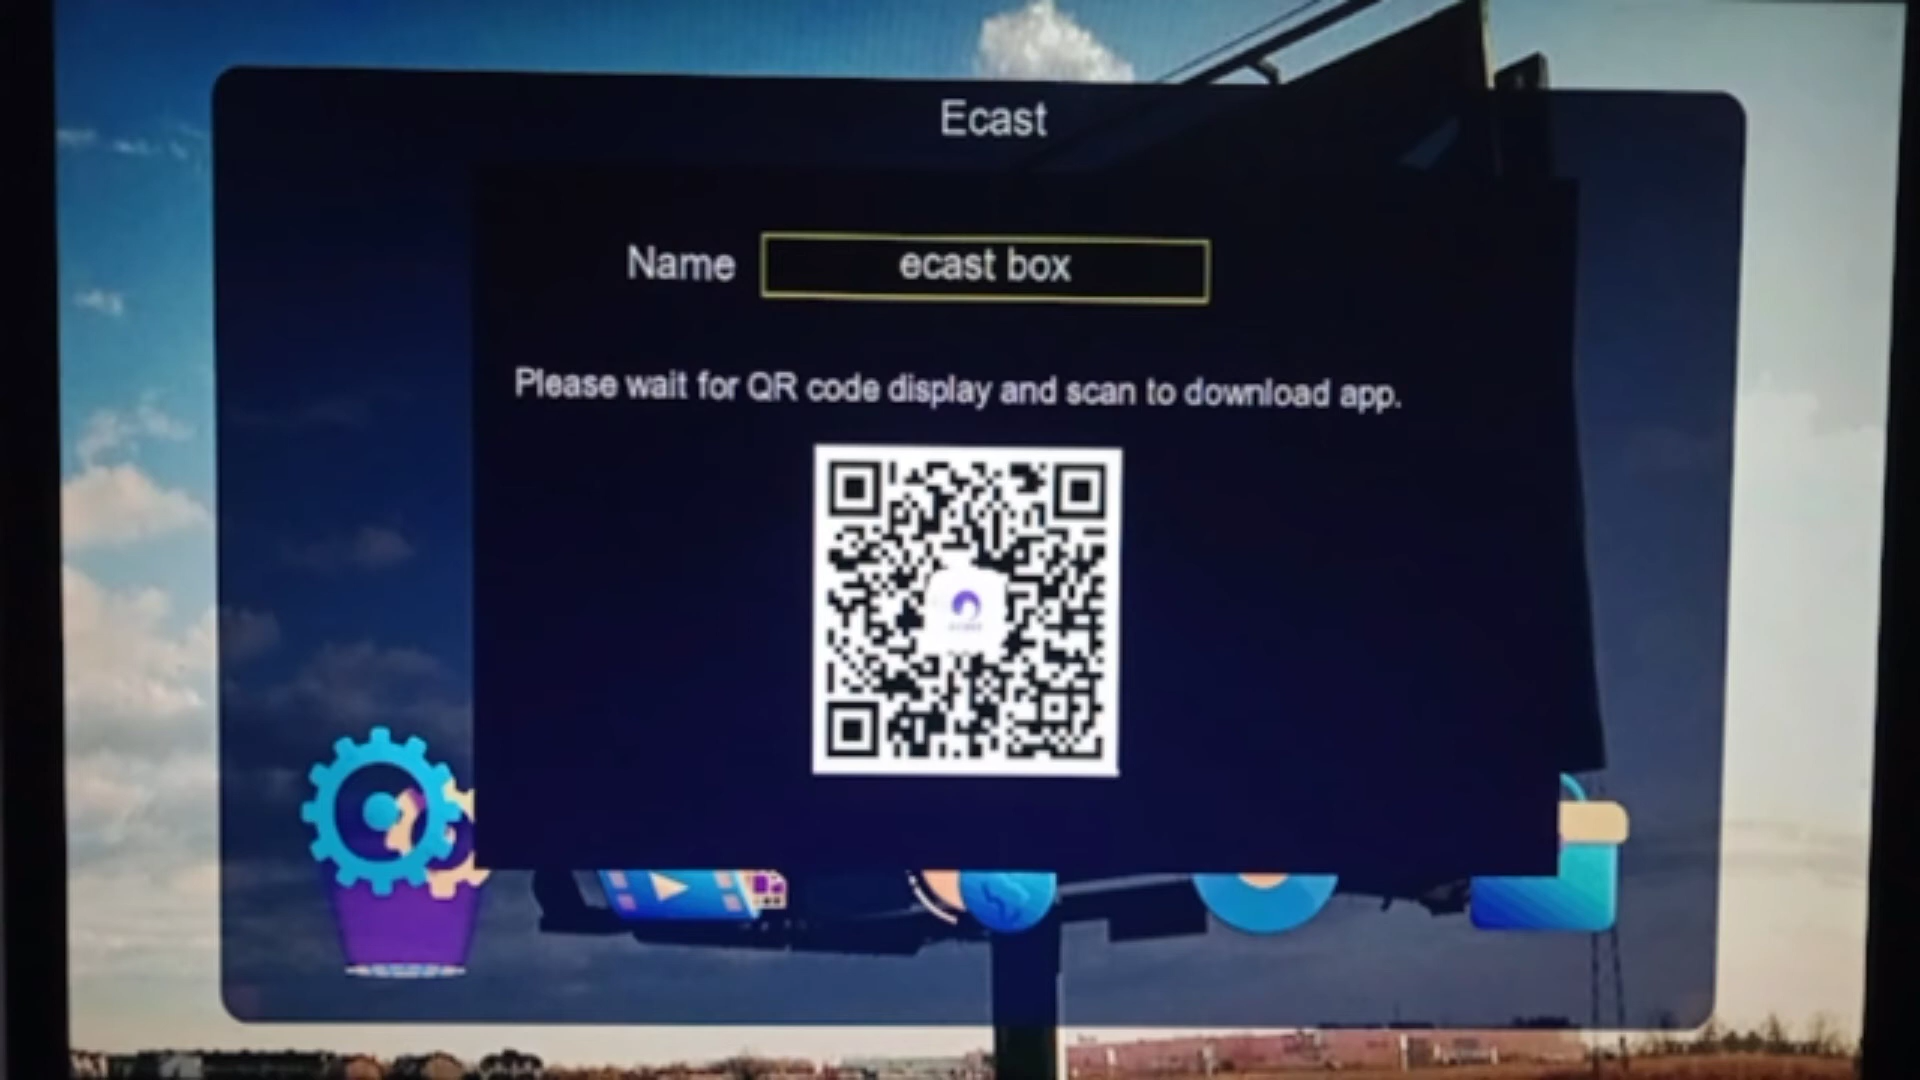 Ecast
Name ecast box
Please wait for QR code display and scan to download app.